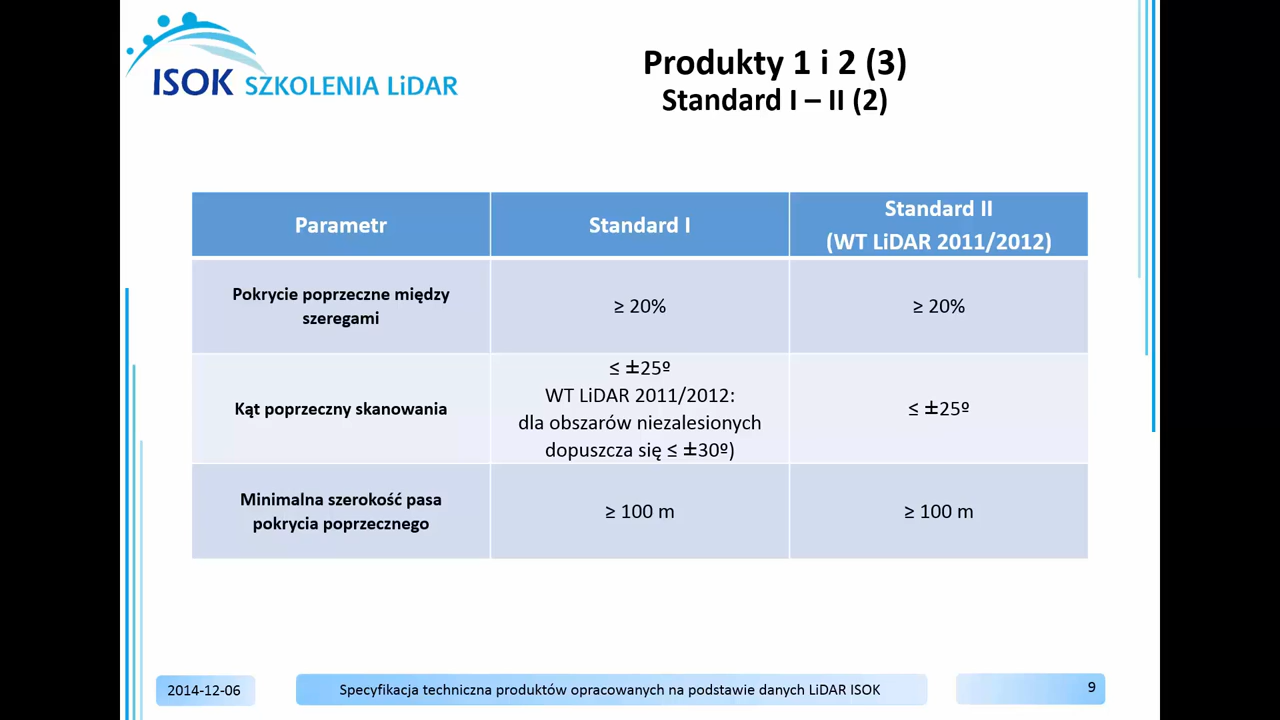 ISOK SZKOLENIA LiDAR
Produkty 1 i 2 (3)
Standard I – II (2)
Parametr
Standard I
Standard II
(WT LiDAR 2011/2012)
Pokrycie poprzeczne między
szeregami
≥ 20%
≥ 20%
Kąt poprzeczny skanowania
≤ ±25º
WT LiDAR 2011/2012:
dla obszarów niezalesionych
dopuszcza się ≤ ±30º)
≤ ±25º
Minimalna szerokość pasa
pokrycia poprzecznego
≥ 100 m
≥ 100 m
2014-12-06
Specyfikacja techniczna produktów opracowanych na podstawie danych LiDAR ISOK
9